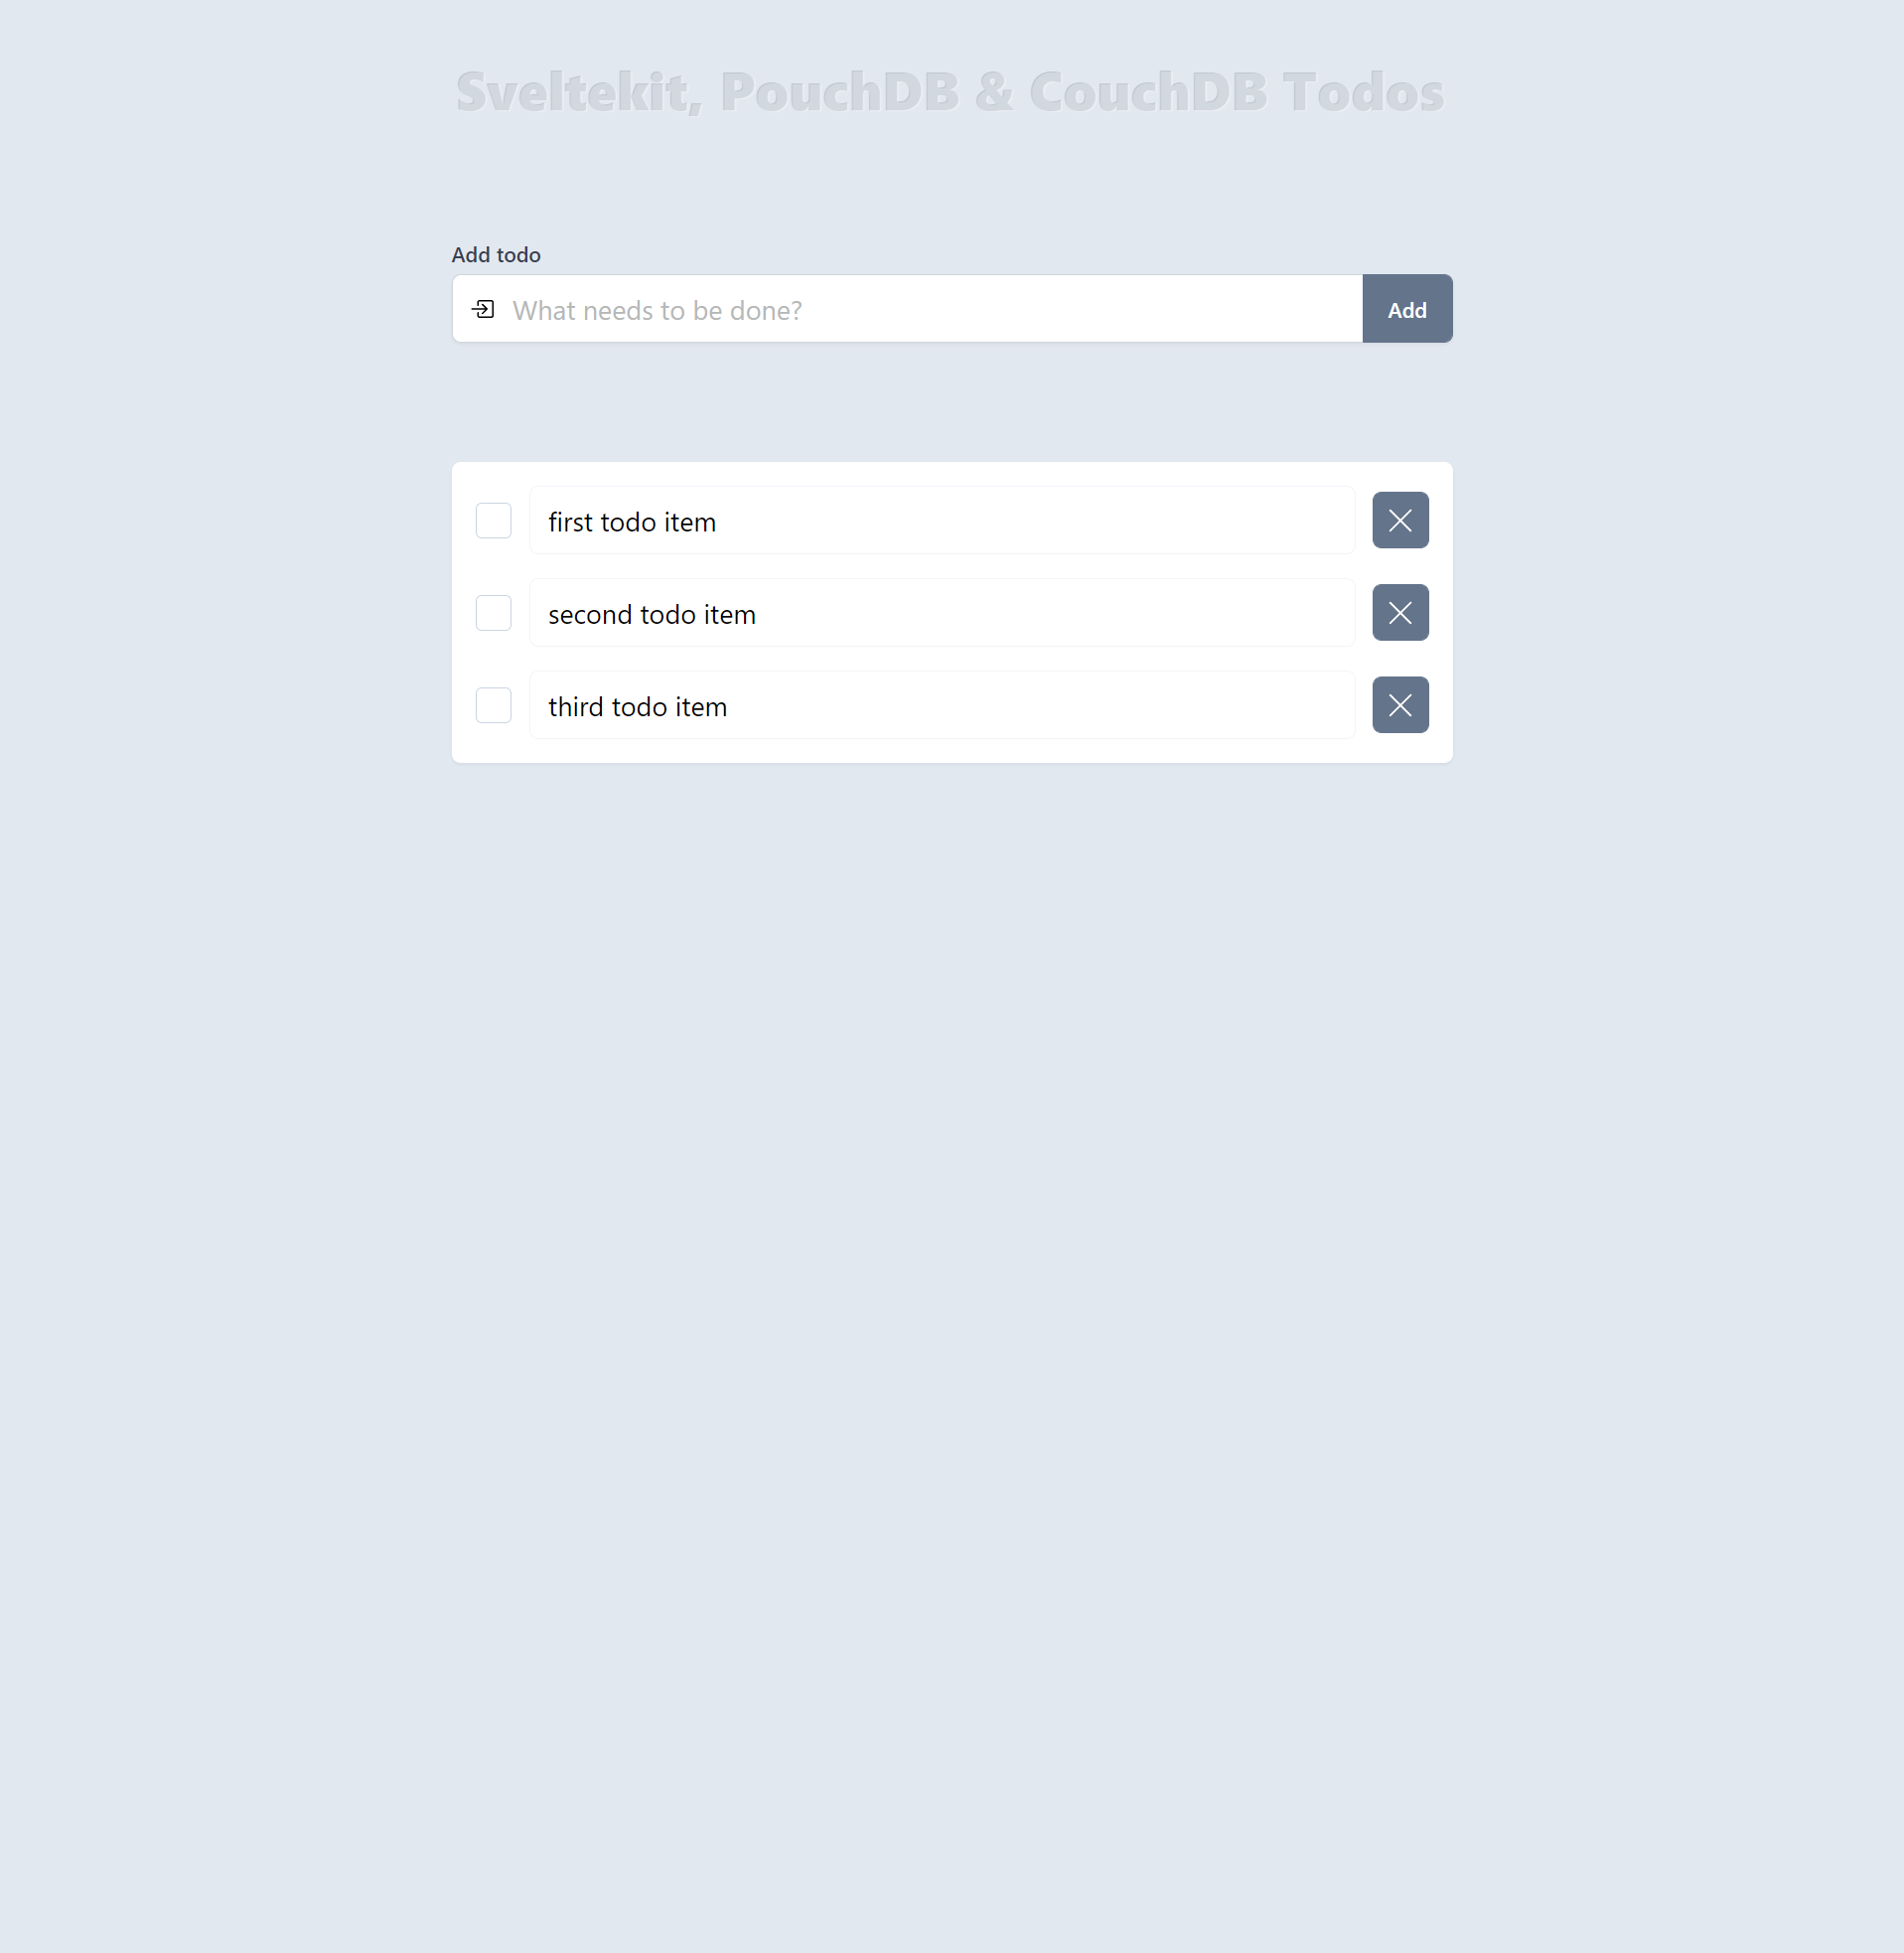 Sveltekit, PouchDB & CouchDB Todos
Add todo
What needs to be done?
Add
first todo item
second todo item
third todo item